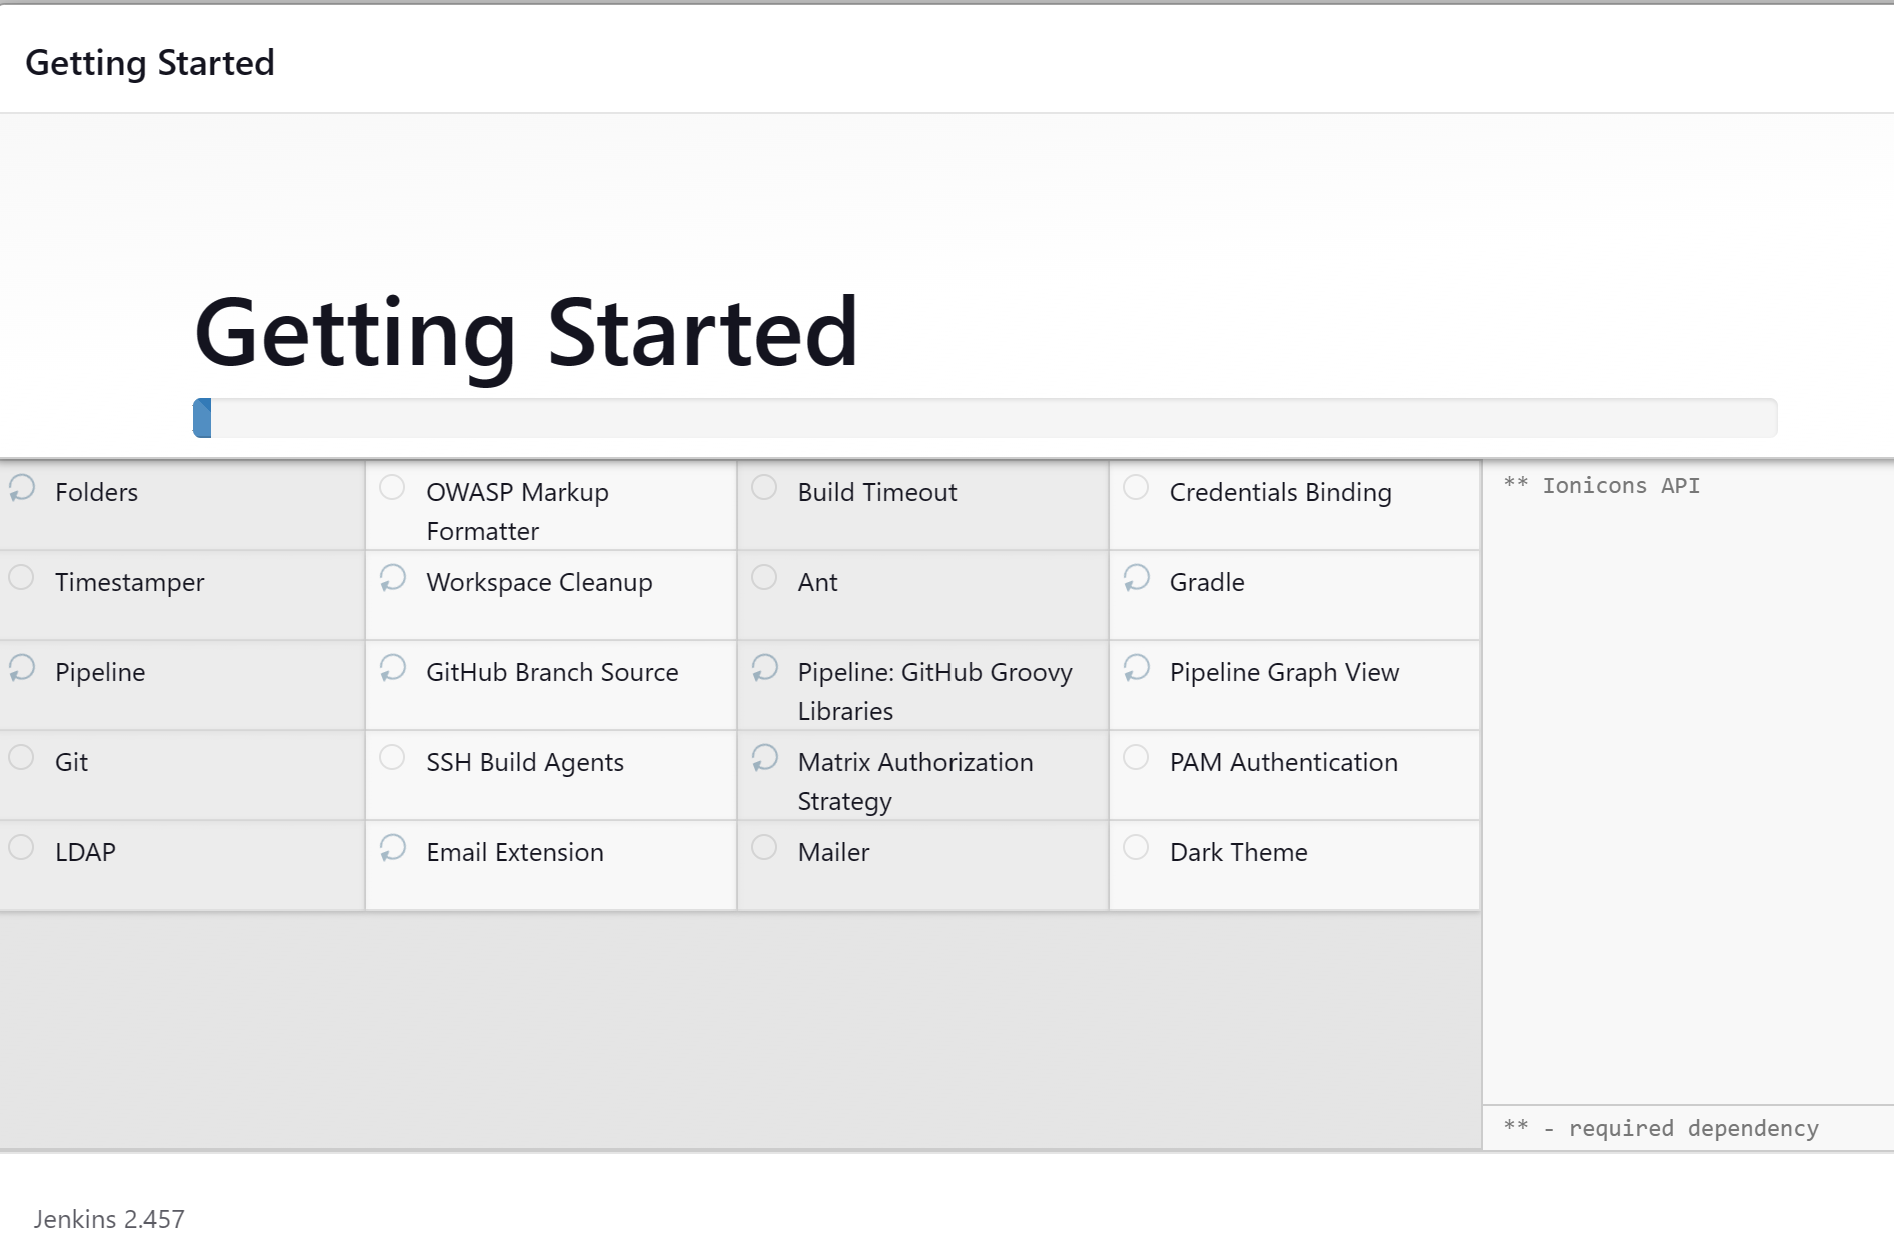 Getting Started
Getting Started
Folders
OWASP Markup
Formatter
Build Timeout
Credentials Binding
** Ionicons API
Timestamper
Workspace Cleanup
Ant
Gradle
Pipeline
GitHub Branch Source
Pipeline: GitHub Groovy
Libraries
Pipeline Graph View
Git
SSH Build Agents
Matrix Authorization
Strategy
PAM Authentication
LDAP
Email Extension
Mailer
Dark Theme
** - required dependency
Jenkins 2.457